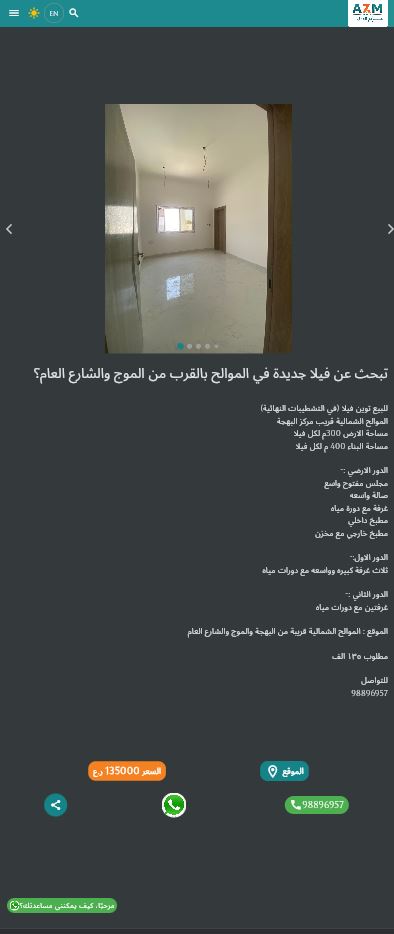 AZM
EN
تبحث عن فيلا جديدة في الموالح بالقرب من الموج والشارع العام؟
للبيع توين فيلا (في التشطيبات النهائية)
الموالح الشمالية قريب مركز البهجة
مساحة الارض 300م لكل فيلا
مساحة البناء 400 م لكل فيلا
الدور الارضي :-
مجلس مفتوح واسع
صالة واسعه
غرفة مع دورة مياه
مطبخ داخلي
مطبخ خارجي مع مخزن
الدور الاول:-
ثلاث غرفة كبيره وواسعه مع دورات مياه
الدور الثاني :-
غرفتين مع دورات مياه
الموقع : الموالح الشمالية قريبة من البهجة والموج والشارع العام
مطلوب ١٣٥ الف
للتواصل
98896957
الموقع
السعر 135000 ر.ع
98896957
مرحبًا، كيف يمكنني مساعدتك؟